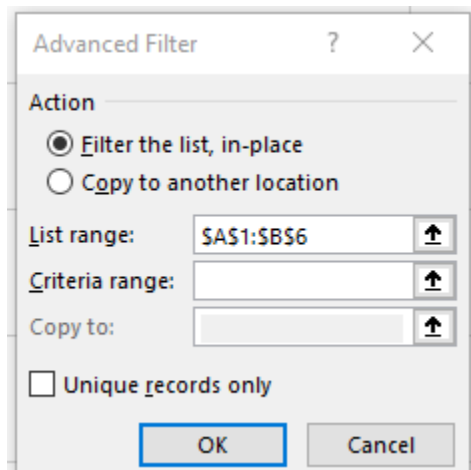 Advanced Filter ? ×
Action
Filter the list, in-place
Copy to another location
List range: $A$1:$B$6
Criteria range:
Copy to:
Unique records only
OK Cancel